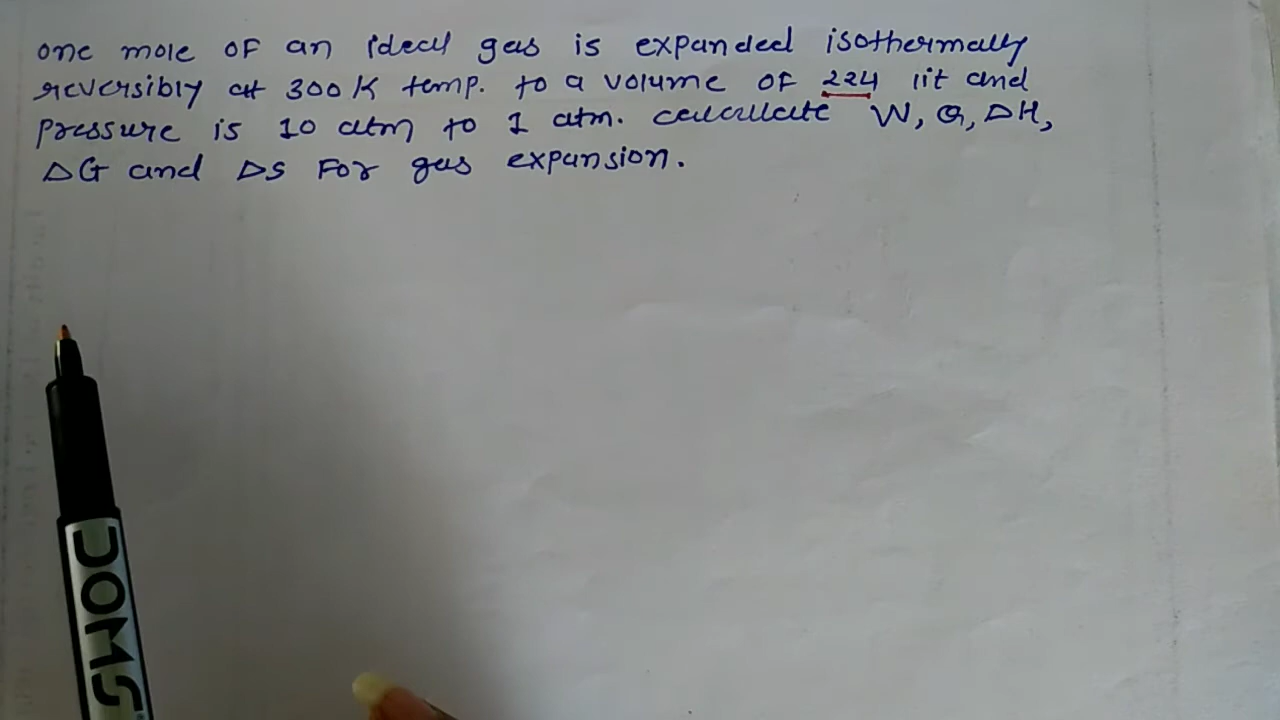 one mole of an ideal gas is expanded isothermally
reversibly at 300K temp. to a volume of 224 lit and
pressure is 10 atm to 1 atm. calculate W, Q, ΔH,
ΔG and ΔS For gas expansion.
DOMS